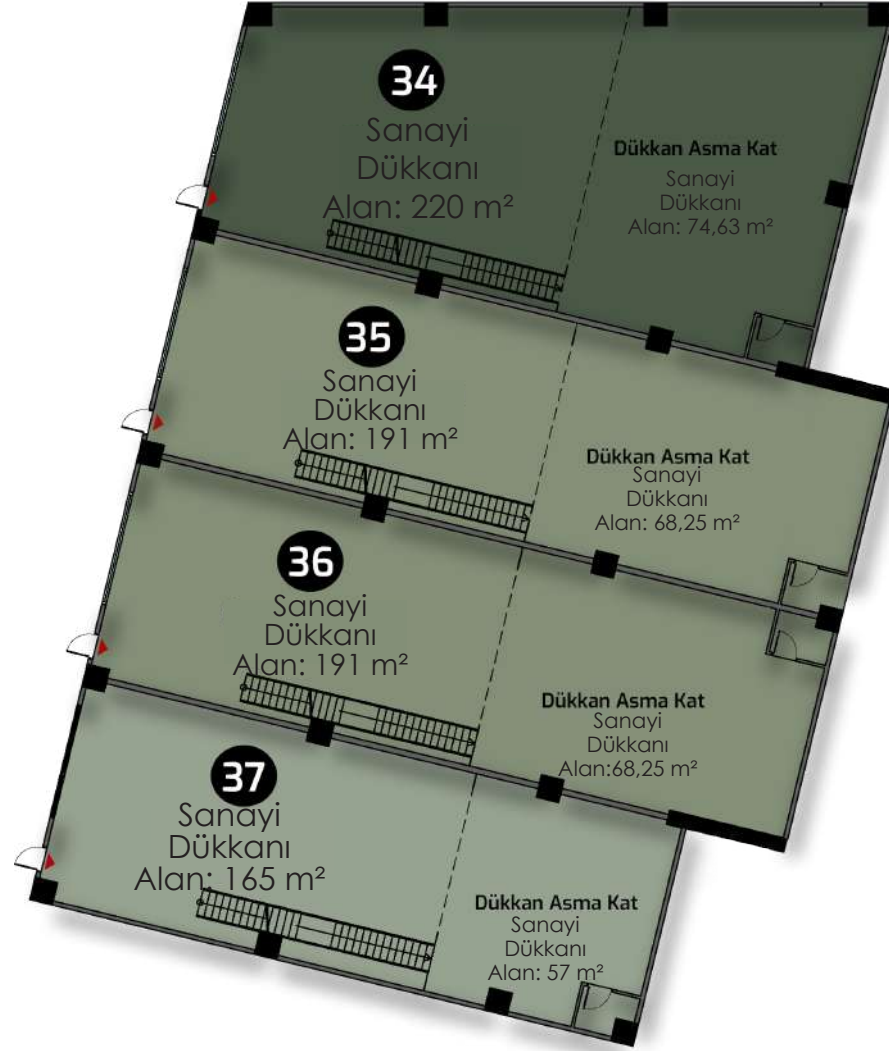 34
Sanayi
Dükkanı
Alan: 220 m²
Dükkan Asma Kat
Sanayi
Dükkanı
Alan: 74,63 m²
35
Sanayi
Dükkanı
Alan: 191 m²
Dükkan Asma Kat
Sanayi
Dükkanı
Alan: 68,25 m²
36
Sanayi
Dükkanı
Alan: 191 m²
Dükkan Asma Kat
Sanayi
Dükkanı
Alan:68,25 m²
37
Sanayi
Dükkanı
Alan: 165 m²
Dükkan Asma Kat
Sanayi
Dükkanı
Alan: 57 m²